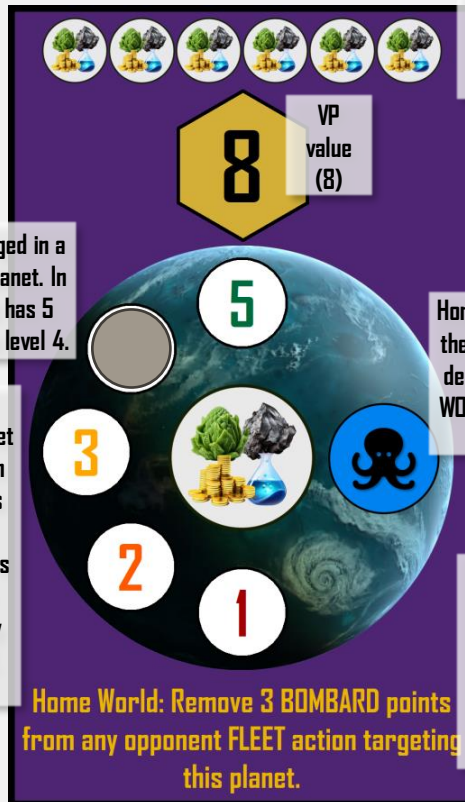 8
VP
value
(8)
ged in a
anet. In
has 5
level 4.
5
3
2
1
Hor
the
de
WO
et
n
s
s
Home World: Remove 3 BOMBARD points
from any opponent FLEET action targeting
this planet.